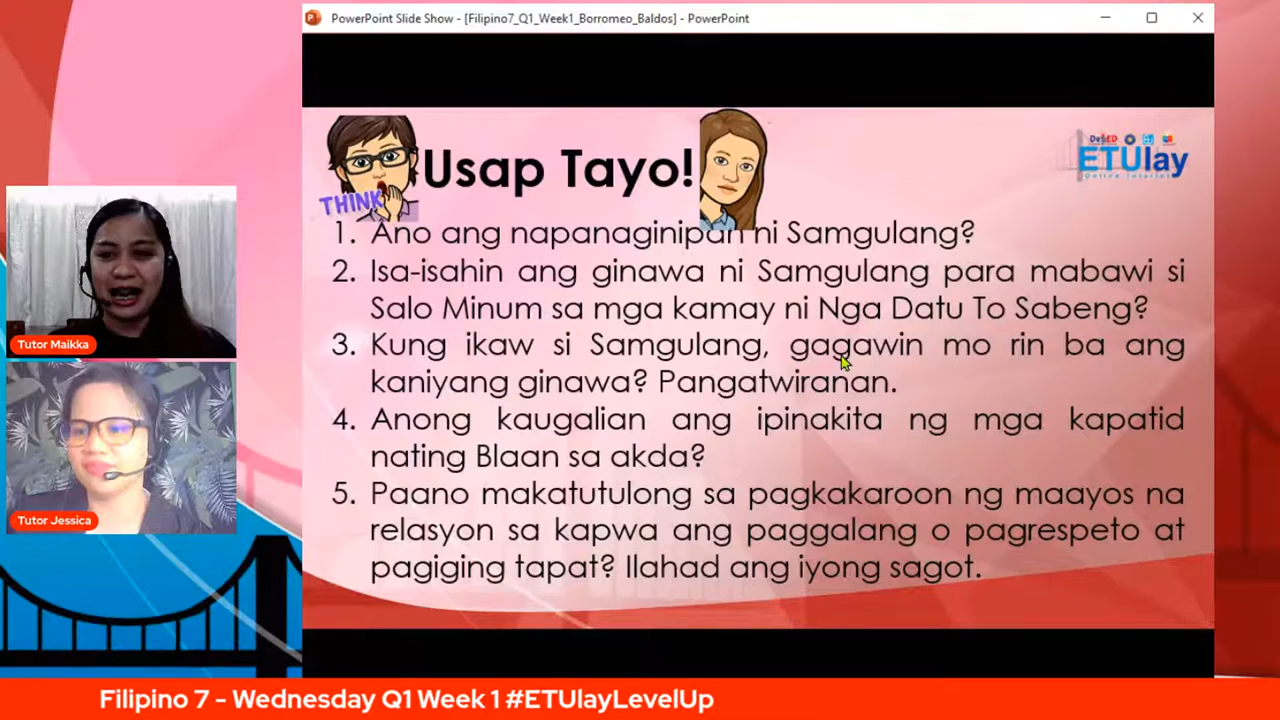 PowerPoint Slide Show - [Filipino7_Q1_Week1_Borromeo_Baldos] - PowerPoint
THINK
Usap Tayo!
DepED
ETUlay
Online Tutorial
1. Ano ang napanaginipan ni Samgulang?
2. Isa-isahin ang ginawa ni Samgulang para mabawi si
Salo Minum sa mga kamay ni Nga Datu To Sabeng?
3. Kung ikaw si Samgulang, gagawin mo rin ba ang
kaniyang ginawa? Pangatwiranan.
4. Anong kaugalian ang ipinakita ng mga kapatid
nating Blaan sa akda?
5. Paano makatutulong sa pagkakaroon ng maayos na
relasyon sa kapwa ang paggalang o pagrespeto at
pagiging tapat? Ilahad ang iyong sagot.
Tutor Maikka
Tutor Jessica
Filipino 7 - Wednesday Q1 Week 1 #ETUlayLevelUp